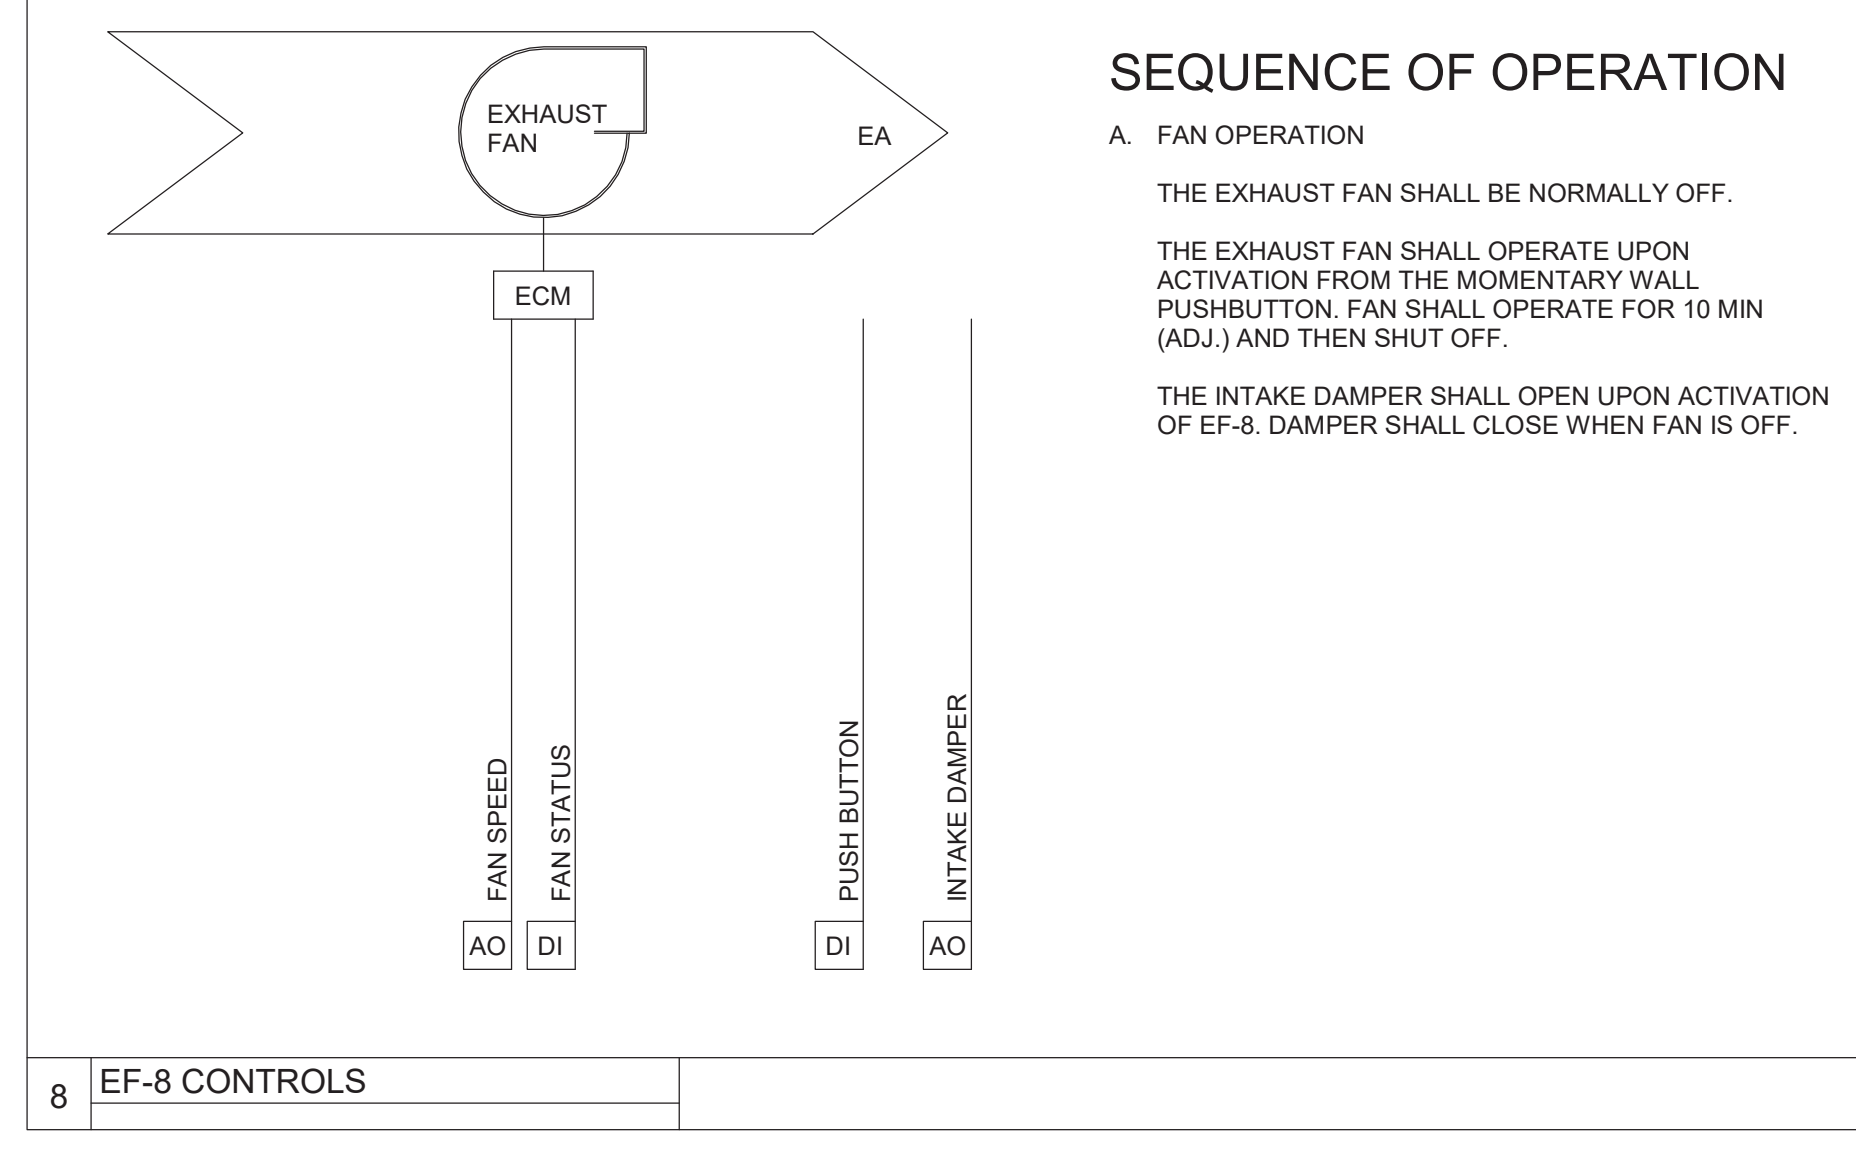 EXHAUST
FAN
EA
ECM
FAN SPEED
FAN STATUS
PUSH BUTTON
INTAKE DAMPER
AO
DI
DI
AO
SEQUENCE OF OPERATION
A. FAN OPERATION
THE EXHAUST FAN SHALL BE NORMALLY OFF.
THE EXHAUST FAN SHALL OPERATE UPON
ACTIVATION FROM THE MOMENTARY WALL
PUSHBUTTON. FAN SHALL OPERATE FOR 10 MIN
(ADJ.) AND THEN SHUT OFF.
THE INTAKE DAMPER SHALL OPEN UPON ACTIVATION
OF EF-8. DAMPER SHALL CLOSE WHEN FAN IS OFF.
8
EF-8 CONTROLS